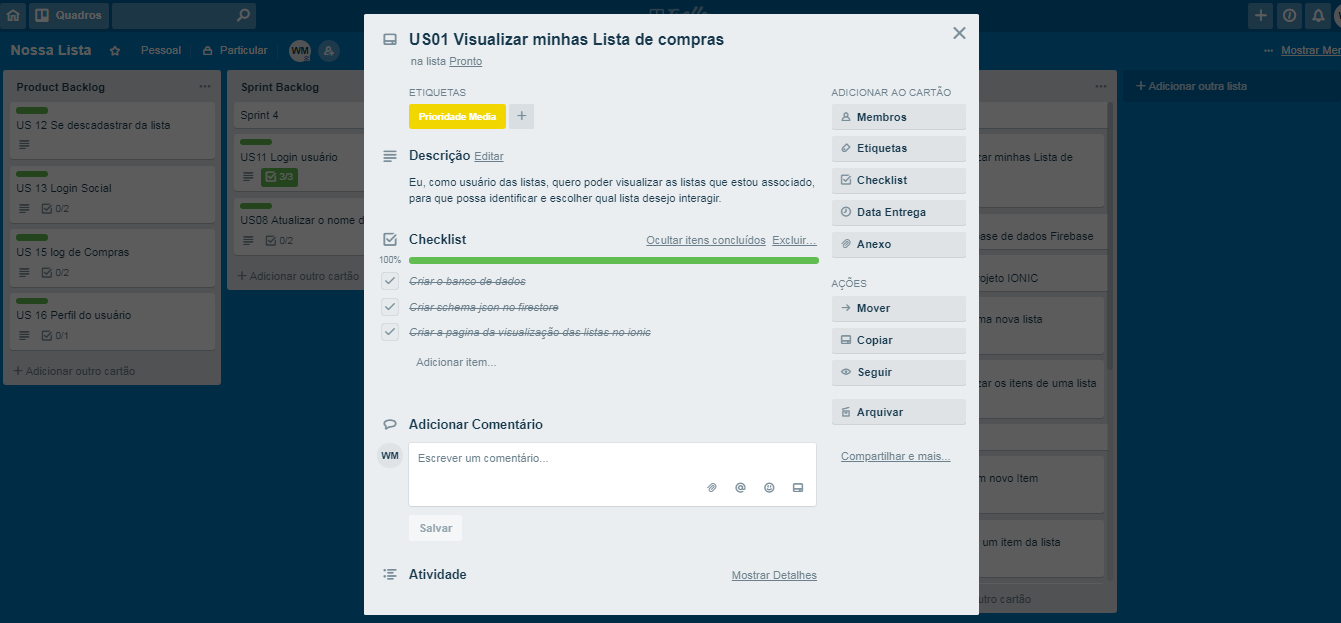 Quadros
Nossa Lista
Pessoal
Particular
WM
Mostrar
Product Backlog
US 12 Se descadastrar da lista
US 13 Login Social
0/2
US 15 log de Compras
0/2
US 16 Perfil do usuário
0/1
+ Adicionar outro cartão
Sprint Backlog
Sprint 4
US11 Login usuário
3/3
US08 Atualizar o nome d
0/2
+ Adicionar outro cartão
US01 Visualizar minhas Lista de compras
na lista Pronto
ETIQUETAS
Prioridade Media
+
Descrição Editar
Eu, como usuário das listas, quero poder visualizar as listas que estou associado,
para que possa identificar e escolher qual lista desejo interagir.
Checklist
Ocultar itens concluídos Excluir...
100%
Criar o banco de dados
Criar schema json no firestore
Criar a pagina da visualização das listas no ionic
Adicionar item...
Adicionar Comentário
WM
Escrever um comentário...
Salvar
Atividade
Mostrar Detalhes
ADICIONAR AO CARTÃO
Membros
Etiquetas
Checklist
Data Entrega
Anexo
AÇÕES
Mover
Copiar
Seguir
Arquivar
Compartilhar e mais...
zar minhas Lista de
ase de dados Firebase
ojeto IONIC
ma nova lista
zar os itens de uma lista
m novo Item
um item da lista
utro cartão
+ Adicionar outra lista